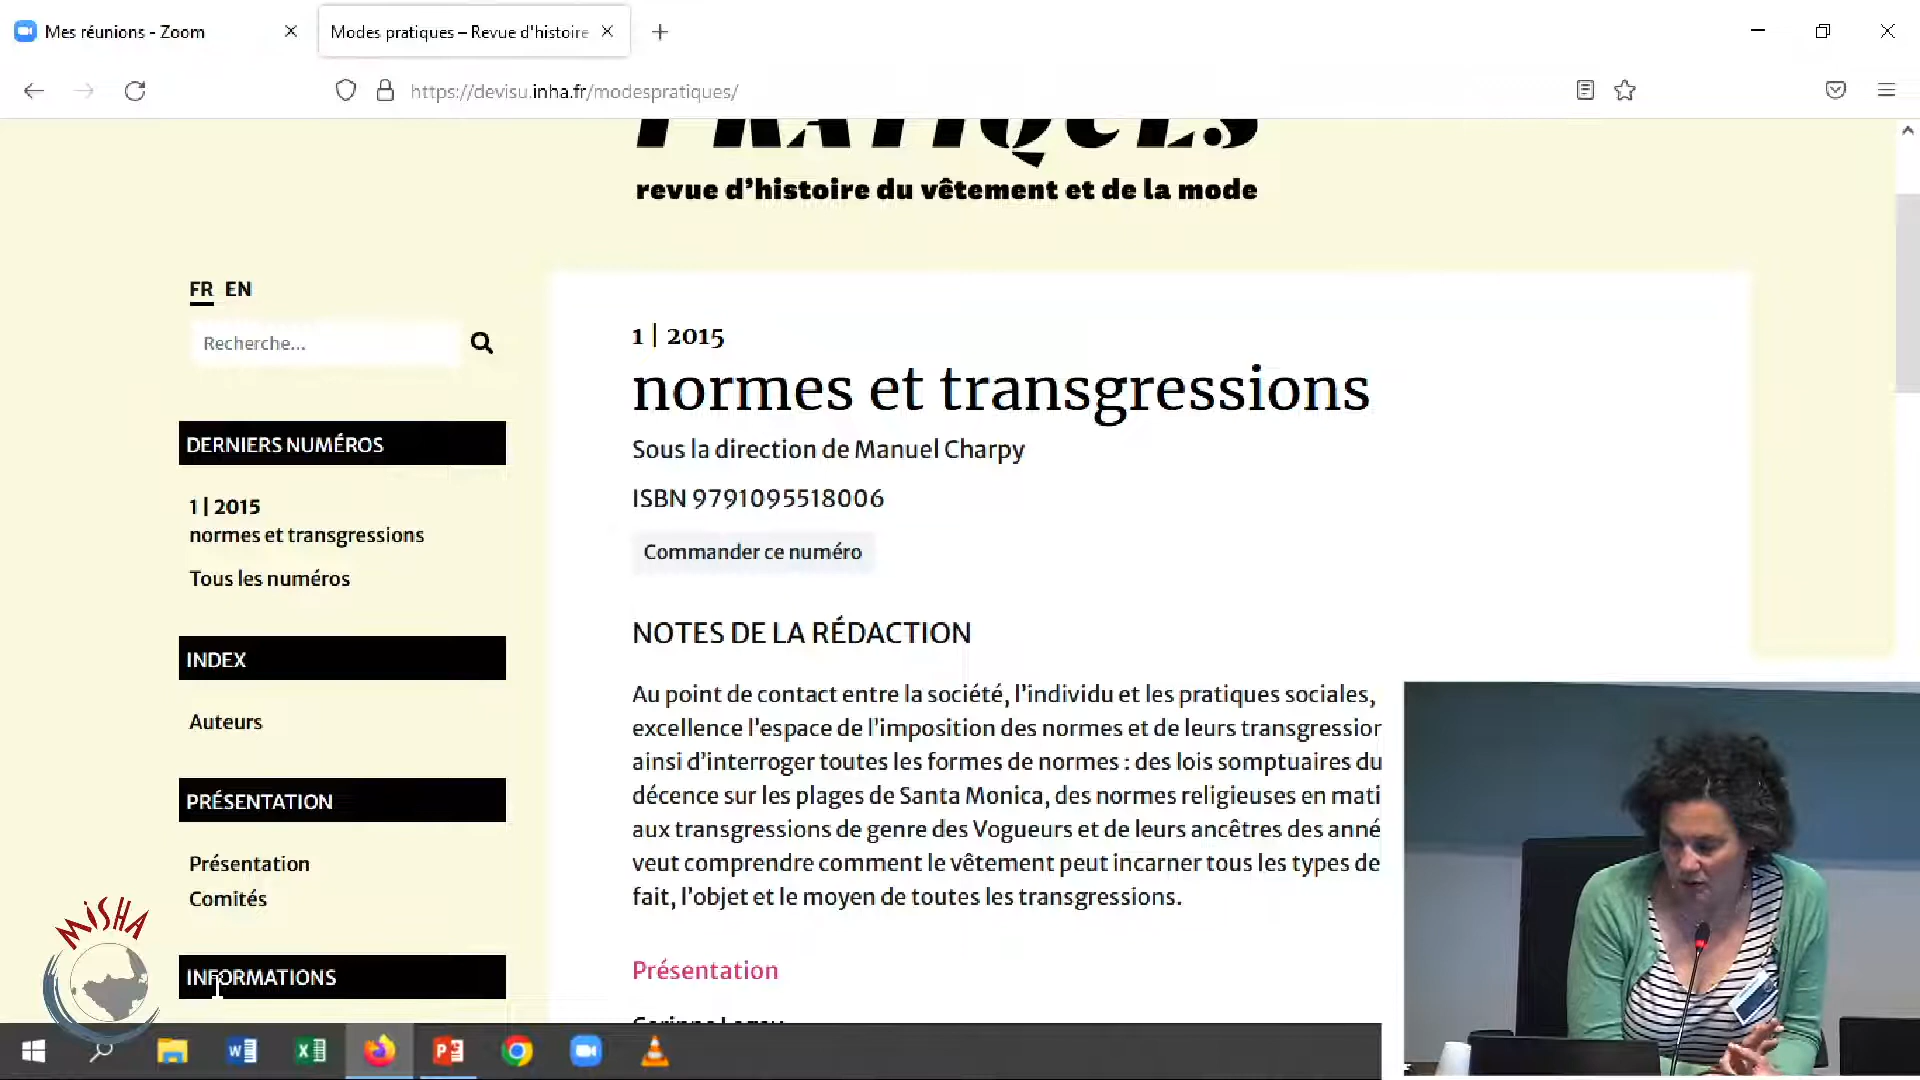 Mes réunions - Zoom
Modes pratiques – Revue d'histoire
https://devisu.inha.fr/modespratiques/
PRATIQUES
revue d'histoire du vêtement et de la mode
FR EN
Recherche...
DERNIERS NUMÉROS
1 | 2015
normes et transgressions
Tous les numéros
INDEX
Auteurs
PRÉSENTATION
Présentation
Comités
INFORMATIONS
1 | 2015
normes et transgressions
Sous la direction de Manuel Charpy
ISBN 9791095518006
Commander ce numéro
NOTES DE LA RÉDACTION
Au point de contact entre la société, l'individu et les pratiques sociales,
excellence l'espace de l'imposition des normes et de leurs transgression
ainsi d'interroger toutes les formes de normes : des lois somptuaires du
décence sur les plages de Santa Monica, des normes religieuses en mati
aux transgressions de genre des Vogueurs et de leurs ancêtres des anné
veut comprendre comment le vêtement peut incarner tous les types de
fait, l'objet et le moyen de toutes les transgressions.
Présentation
MISHA